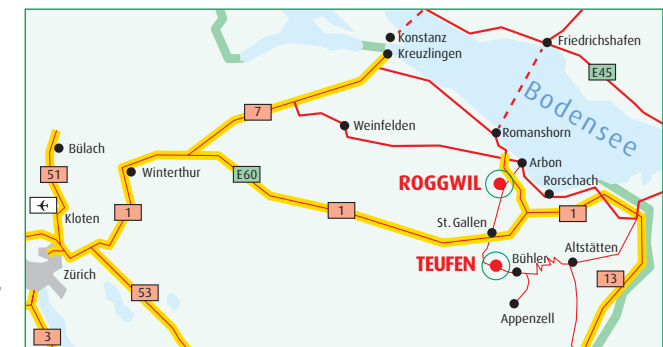 Konstanz
Friedrichshafen
Kreuzlingen
E45
7
Bodensee
Weinfelden
Romanshorn
Bülach
Arbon
51
Winterthur
E60
ROGGWIL
Rorschach
1
1
1
Kloten
St. Gallen
Altstätten
TEUFEN
Bühler
Zürich
13
53
Appenzell
3